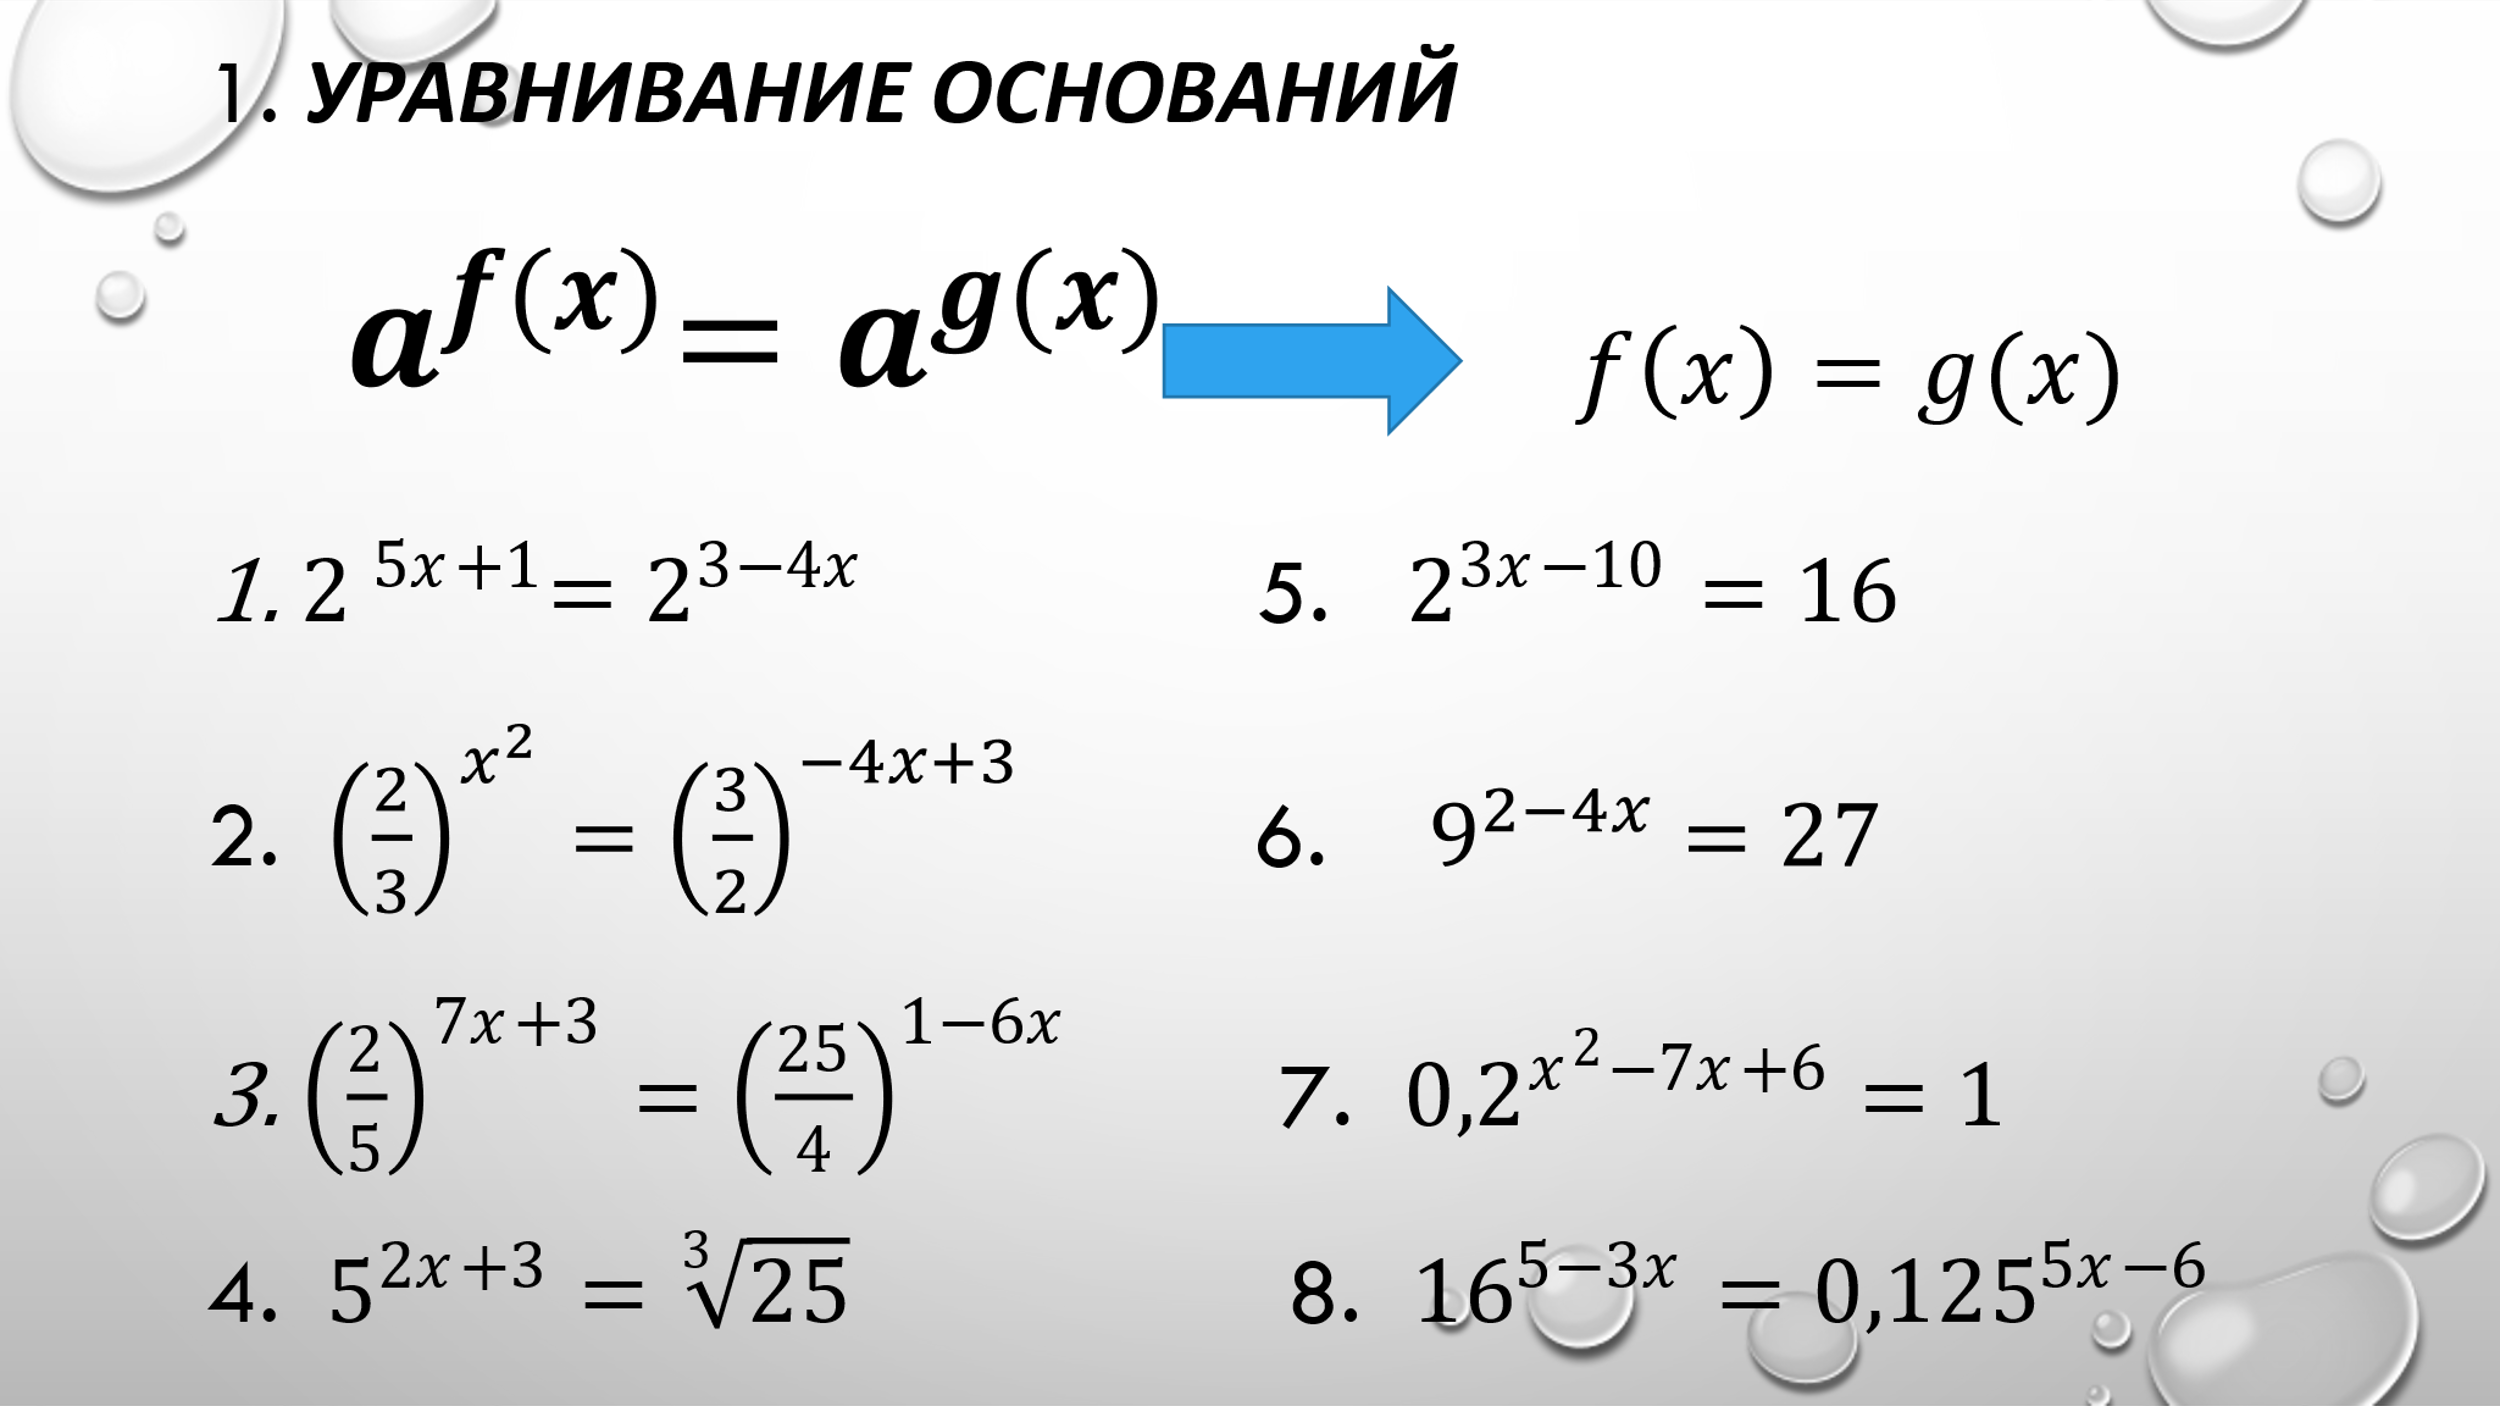 1. УРАВНИВАНИЕ ОСНОВАНИЙ
a^{f(x)} = a^{g(x)}
f(x) = g(x)
1. 2^{5x+1} = 2^{3−4x}
2. (2/3)^{x^2} = (3/2)^{−4x+3}
3. (2/5)^{7x+3} = (25/4)^{1−6x}
4. 5^{2x+3} = ∛25
5. 2^{3x−10} = 16
6. 9^{2−4x} = 27
7. 0,2^{x^2−7x+6} = 1
8. 16^{5−3x} = 0,125^{5x−6}